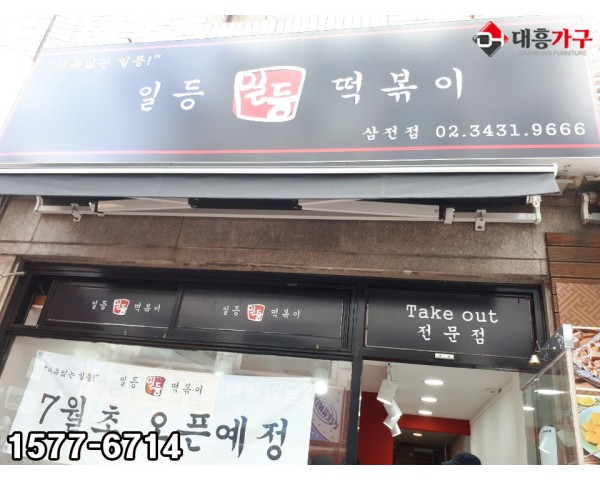 대흥가구
DAEHEUNG FURNITURE
"이유있는 일등!"
일등 일등 떡볶이
삼전점 02.3431.9666
일등 일등 떡볶이
일등 일등 떡볶이
Take out
전문점
"이유있는 일등!"
일등 일등 떡볶이
7월초 오픈예정
1577-6714